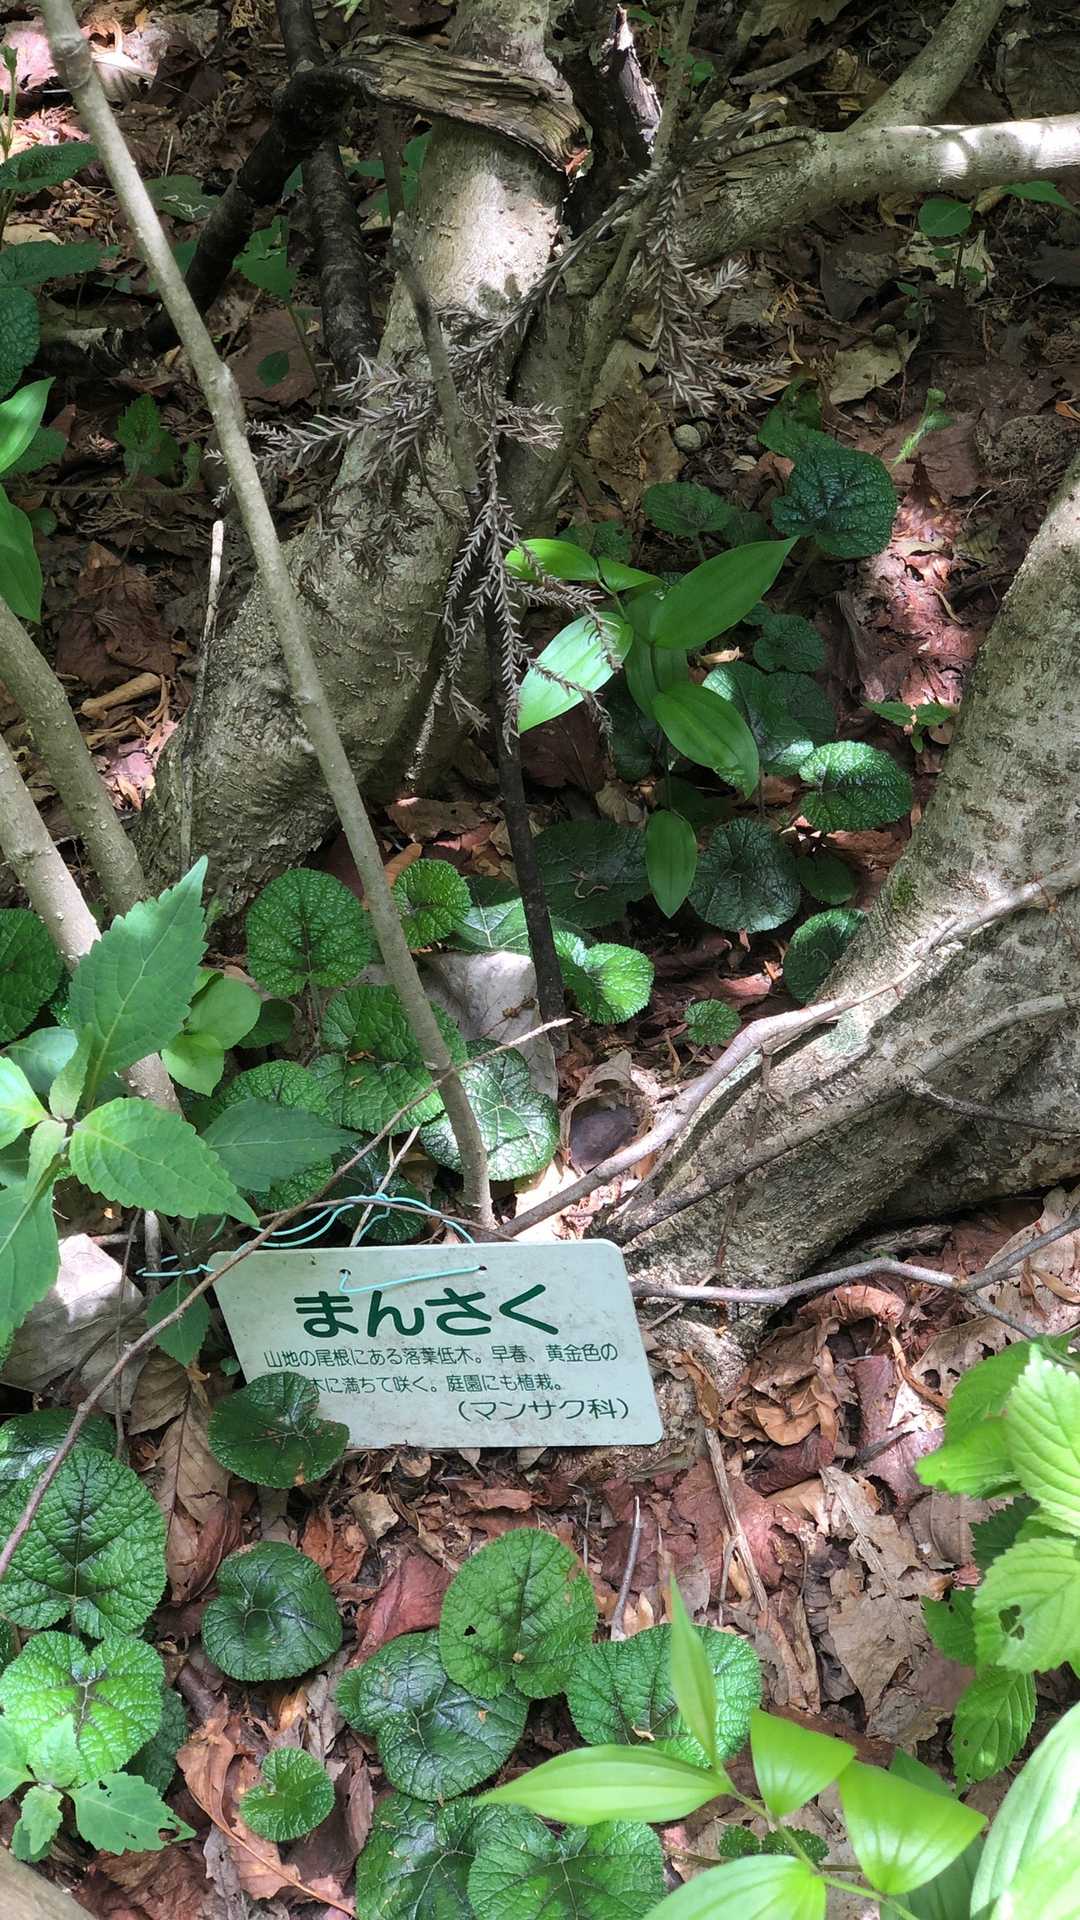 まんさく
山地の尾根にある落葉低木。早春、黄金色の
木に満ちて咲く。庭園にも植栽。
（マンサク科）